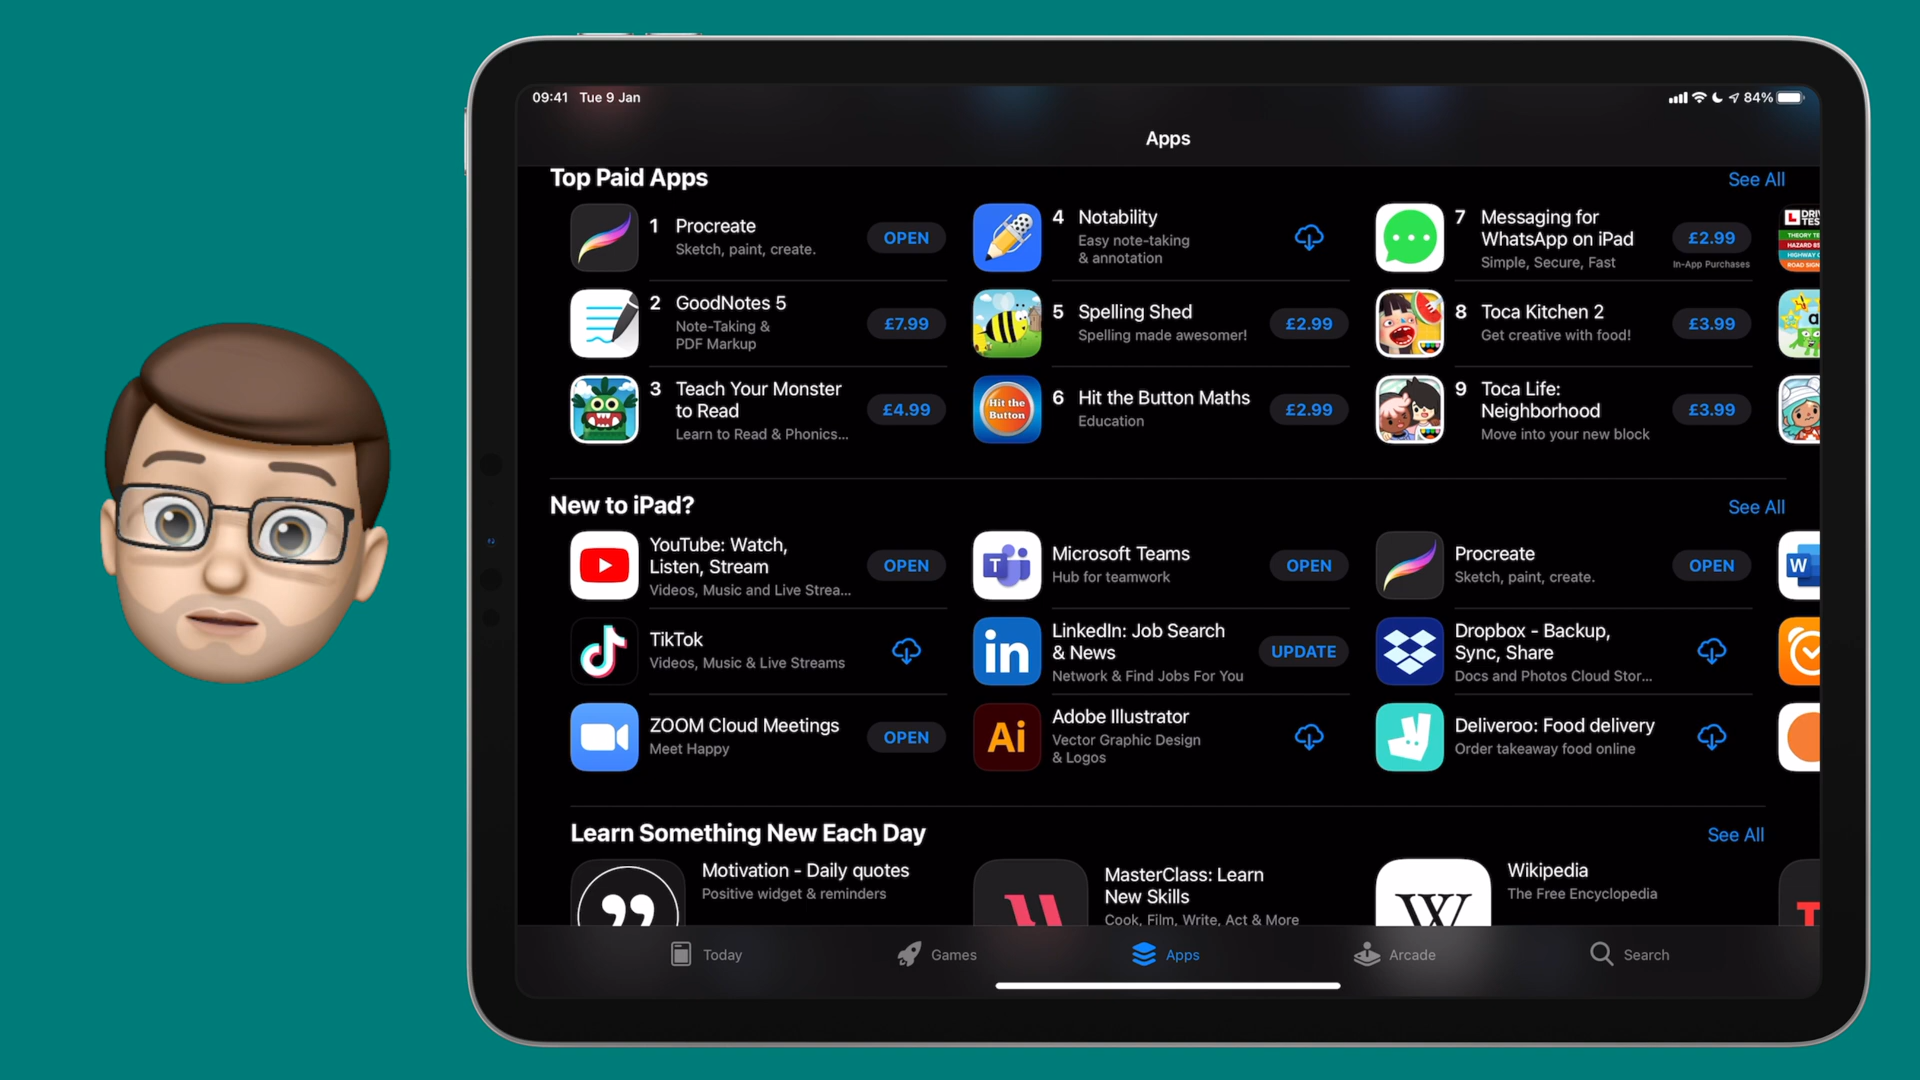 09:41 Tue 9 Jan
84%
Apps
Top Paid Apps
See All
1 Procreate
Sketch, paint, create.
OPEN
2 GoodNotes 5
Note-Taking &
PDF Markup
£7.99
3 Teach Your Monster
to Read
Learn to Read & Phonics...
£4.99
4 Notability
Easy note-taking
& annotation
5 Spelling Shed
Spelling made awesomer!
£2.99
Hit the
Button
6 Hit the Button Maths
Education
£2.99
7 Messaging for
WhatsApp on iPad
Simple, Secure, Fast
£2.99
In-App Purchases
8 Toca Kitchen 2
Get creative with food!
£3.99
9 Toca Life:
Neighborhood
Move into your new block
£3.99
New to iPad?
See All
YouTube: Watch,
Listen, Stream
Videos, Music and Live Strea...
OPEN
TikTok
Videos, Music & Live Streams
ZOOM Cloud Meetings
Meet Happy
OPEN
T
Microsoft Teams
Hub for teamwork
OPEN
in
LinkedIn: Job Search
& News
Network & Find Jobs For You
UPDATE
Ai
Adobe Illustrator
Vector Graphic Design
& Logos
Procreate
Sketch, paint, create.
OPEN
Dropbox - Backup,
Sync, Share
Docs and Photos Cloud Stor...
Deliveroo: Food delivery
Order takeaway food online
W
Learn Something New Each Day
See All
Motivation - Daily quotes
Positive widget & reminders
MasterClass: Learn
New Skills
Cook, Film, Write, Act & More
W
Wikipedia
The Free Encyclopedia
Today
Games
Apps
Arcade
Search